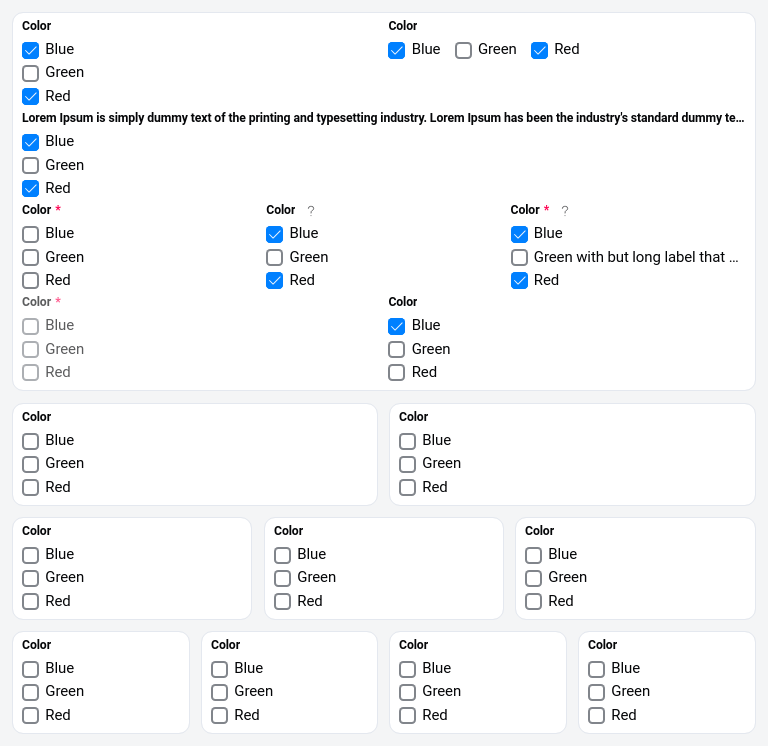 Color Color
Blue Blue Green Red
Green
Red
Lorem Ipsum is simply dummy text of the printing and typesetting industry. Lorem Ipsum has been the industry's standard dummy te...
Blue
Green
Red
Color * Color ? Color * ?
Blue Blue Blue
Green Green Green with but long label that ...
Red Red Red
Color * Color
Blue Blue
Green Green
Red Red
Color Color
Blue Blue
Green Green
Red Red
Color Color Color
Blue Blue Blue
Green Green Green
Red Red Red
Color Color Color Color
Blue Blue Blue Blue
Green Green Green Green
Red Red Red Red